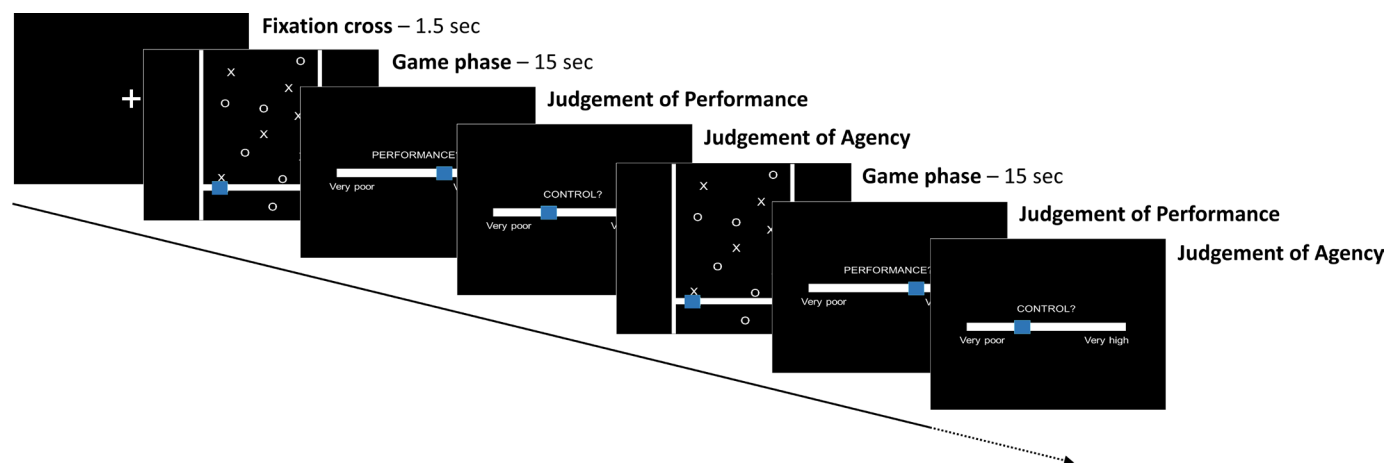 Fixation cross – 1.5 sec
Game phase – 15 sec
Judgement of Performance
Judgement of Agency
Game phase – 15 sec
Judgement of Performance
Judgement of Agency
+
O
X
X
O
O
X
X
O
X
O
O
PERFORMANCE?
Very poor
CONTROL?
Very poor
O
X
X
O
O
X
X
O
X
O
O
PERFORMANCE?
Very poor
CONTROL?
Very poor Very high